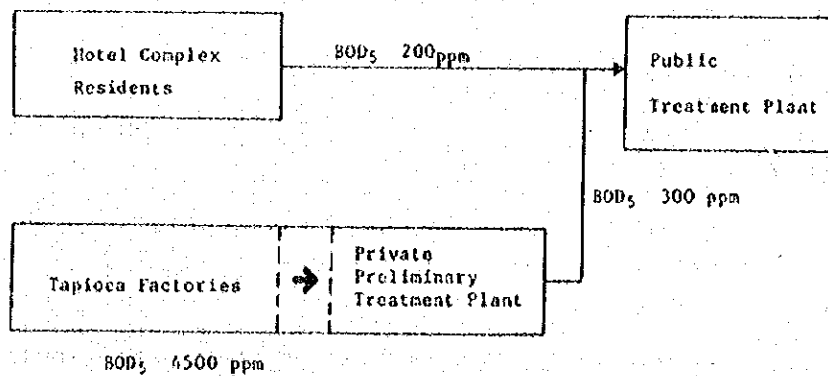 Hotel Complex
Residents
BOD₅ 200ppm
Public
Treatment Plant
BOD₅ 300 ppm
Tapioca Factories
Private
Preliminary
Treatment Plant
BOD₅ 4500 ppm